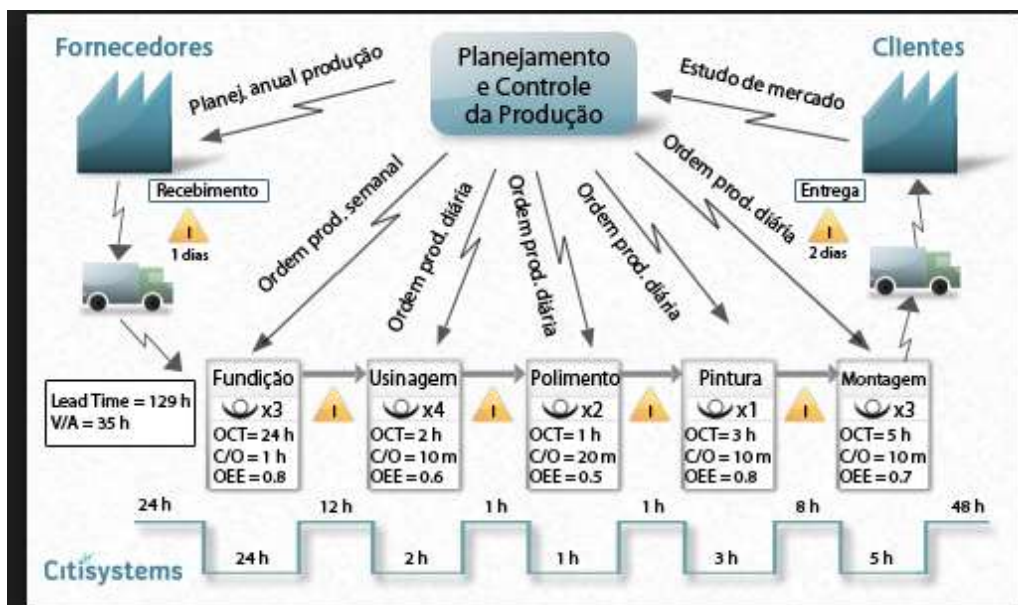 Fornecedores
Planejamento
e Controle
da Produção
Clientes
Planej. anual produção
Estudo de mercado
Recebimento
1 dias
Entrega
2 dias
Ordem prod. semanal
Ordem prod. diária
Ordem prod. diária
Ordem prod. diária
Ordem prod. diária
Lead Time = 129 h
V/A = 35 h
Fundição
x3
OCT= 24 h
C/O = 1 h
OEE = 0.8
Usinagem
x4
OCT= 2 h
C/O = 10 m
OEE = 0.6
Polimento
x2
OCT= 1 h
C/O = 20 m
OEE = 0.5
Pintura
x1
OCT= 3 h
C/O = 10 m
OEE = 0.8
Montagem
x3
OCT= 5 h
C/O = 10 m
OEE = 0.7
24 h
12 h
1 h
1 h
8 h
48 h
24 h
2 h
1 h
3 h
5 h
Citisystems